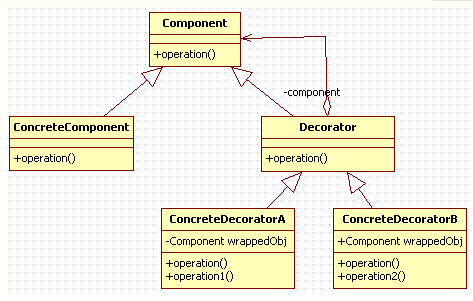 Component
+operation()
-component
ConcreteComponent
+operation()
Decorator
+operation()
ConcreteDecoratorA
-Component wrappedObj
+operation()
+operation1()
ConcreteDecoratorB
+Component wrappedObj
+operation()
+operation2()